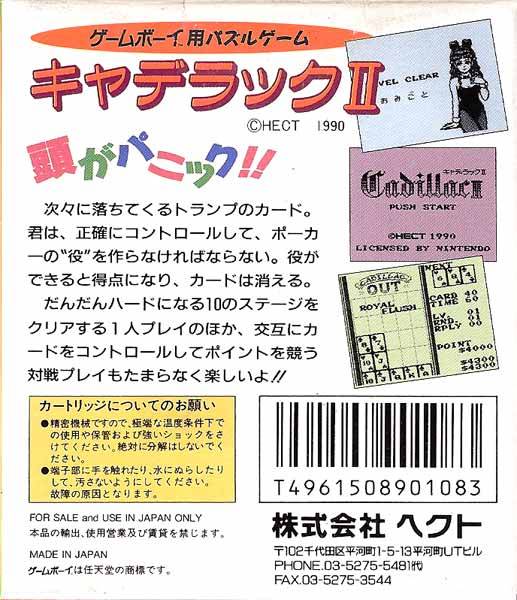 ゲームボーイ用パズルゲーム
キャデラックⅡ
©HECT 1990
VEL CLEAR
おみごと
頭がパニック!!
キャデラックⅡ
Cadillac II
PUSH START
©HECT 1990
LICENSED BY NINTENDO
次々に落ちてくるトランプのカード。
君は、正確にコントロールして、ポーカ
ーの“役”を作らなければならない。役が
できると得点になり、カードは消える。
だんだんハードになる10のステージを
クリアする1人プレイのほか、交互にカ
ードをコントロールしてポイントを競う
対戦プレイもたまらなく楽しいよ!!
CADILLAC
OUT
ROYAL
FLUSH
NEXT
CARD 40
TIME 60
LV. 01
RND. 01
RPLY 00
POINT
$4000
$4300
$4300
カートリッジについてのお願い
●精密機械ですので、極端な温度条件下で
の使用や保管および強いショックをさ
けてください。絶対に分解はしないでく
ださい。
●端子部に手を触れたり、水にぬらしたりし
て、汚さないようにしてください。
故障の原因となります。
FOR SALE and USE IN JAPAN ONLY
本品の輸出、使用営業及び賃貸を禁じます。
MADE IN JAPAN
ゲームボーイは任天堂の商標です。
T4961508901083
株式会社 ヘクト
〒102千代田区平河町1-5-13平河町UTビル
PHONE.03-5275-5481(代)
FAX.03-5275-3544